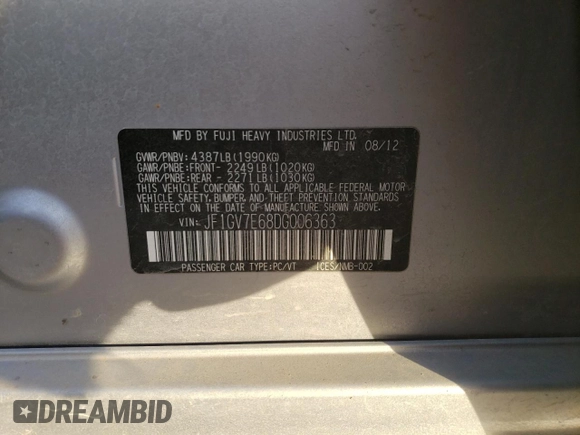 MFD BY FUJI HEAVY INDUSTRIES LTD.
MFD IN 08/12
GVWR/PNBV: 4387LB(1990KG)
GAWR/PNBE:FRONT- 2249LB(1020KG)
GAWR/PNBE:REAR - 2271LB(1030KG)
THIS VEHICLE CONFORMS TO ALL APPLICABLE FEDERAL MOTOR
VEHICLE SAFETY, BUMPER, AND THEFT PREVENTION STANDARDS
IN EFFECT ON THE DATE OF MANUFACTURE SHOWN ABOVE.
VIN: JF1GV7E68DG006363
PASSENGER CAR TYPE:PC/VT ICES/NMB-002
DREAMBID